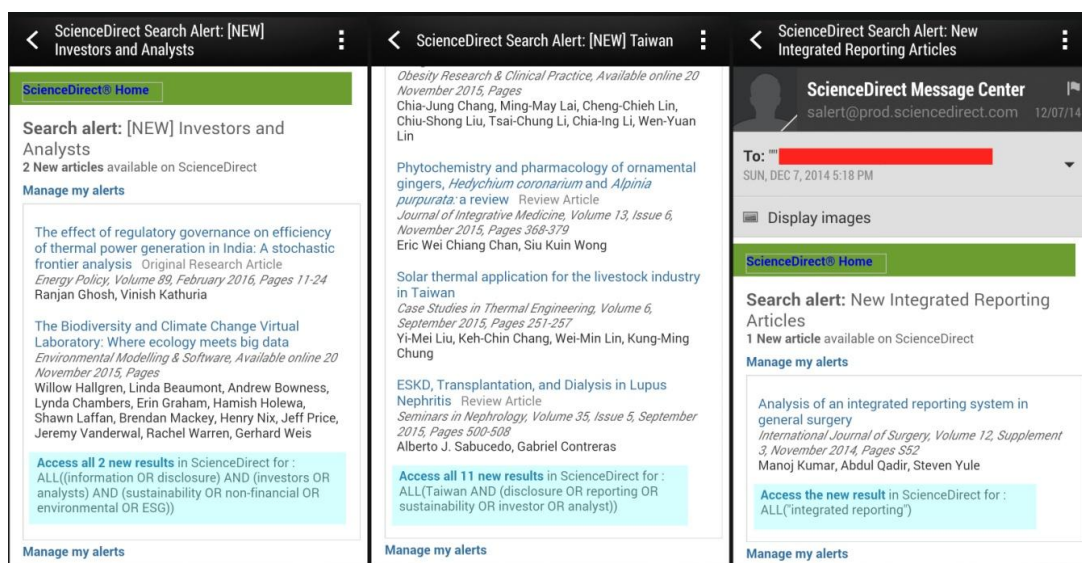 ScienceDirect Search Alert: [NEW]
Investors and Analysts
ScienceDirect® Home
Search alert: [NEW] Investors and
Analysts
2 New articles available on ScienceDirect
Manage my alerts
The effect of regulatory governance on efficiency
of thermal power generation in India: A stochastic
frontier analysis Original Research Article
Energy Policy, Volume 89, February 2016, Pages 11-24
Ranjan Ghosh, Vinish Kathuria
The Biodiversity and Climate Change Virtual
Laboratory: Where ecology meets big data
Environmental Modelling & Software, Available online 20
November 2015, Pages
Willow Hallgren, Linda Beaumont, Andrew Bowness,
Lynda Chambers, Erin Graham, Hamish Holewa,
Shawn Laffan, Brendan Mackey, Henry Nix, Jeff Price,
Jeremy Vanderwal, Rachel Warren, Gerhard Weis
Access all 2 new results in ScienceDirect for :
ALL((information OR disclosure) AND (investors OR
analysts) AND (sustainability OR non-financial OR
environmental OR ESG))
Manage my alerts
ScienceDirect Search Alert: [NEW] Taiwan
Obesity Research & Clinical Practice, Available online 20
November 2015, Pages
Chia-Jung Chang, Ming-May Lai, Cheng-Chieh Lin,
Chiu-Shong Liu, Tsai-Chung Li, Chia-Ing Li, Wen-Yuan
Lin
Phytochemistry and pharmacology of ornamental
gingers, Hedychium coronarium and Alpinia
purpurata: a review Review Article
Journal of Integrative Medicine, Volume 13, Issue 6,
November 2015, Pages 368-379
Eric Wei Chiang Chan, Siu Kuin Wong
Solar thermal application for the livestock industry
in Taiwan
Case Studies in Thermal Engineering, Volume 6,
September 2015, Pages 251-257
Yi-Mei Liu, Keh-Chin Chang, Wei-Min Lin, Kung-Ming
Chung
ESKD, Transplantation, and Dialysis in Lupus
Nephritis Review Article
Seminars in Nephrology, Volume 35, Issue 5, September
2015, Pages 500-508
Alberto J. Sabucedo, Gabriel Contreras
Access all 11 new results in ScienceDirect for :
ALL(Taiwan AND (disclosure OR reporting OR
sustainability OR investor OR analyst))
Manage my alerts
ScienceDirect Search Alert: New
Integrated Reporting Articles
ScienceDirect Message Center
salert@prod.sciencedirect.com 12/07/14
To: ""
SUN, DEC 7, 2014 5:18 PM
Display images
ScienceDirect® Home
Search alert: New Integrated Reporting
Articles
1 New article available on ScienceDirect
Manage my alerts
Analysis of an integrated reporting system in
general surgery
International Journal of Surgery, Volume 12, Supplement
3, November 2014, Pages S52
Manoj Kumar, Abdul Qadir, Steven Yule
Access the new result in ScienceDirect for :
ALL("integrated reporting")
Manage my alerts